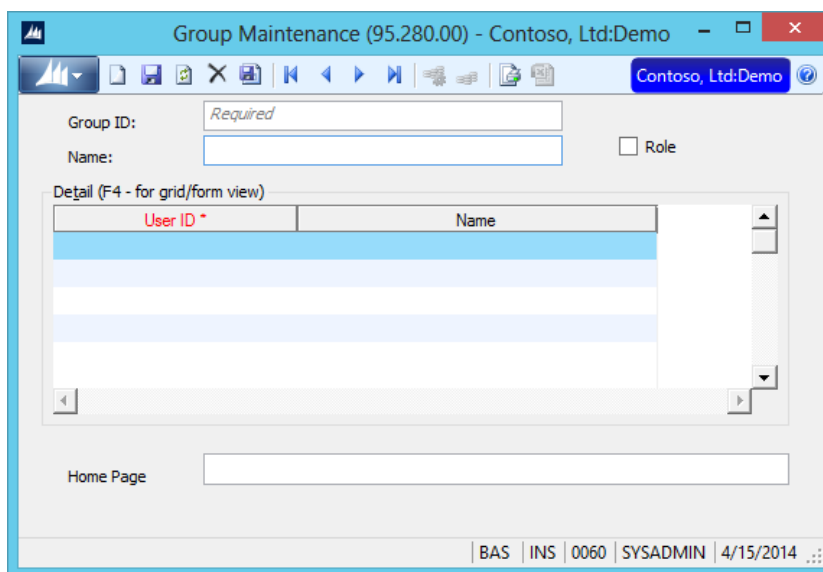 Group Maintenance (95.280.00) - Contoso, Ltd:Demo
Contoso, Ltd:Demo
Group ID: Required
Name:
Role
Detail (F4 - for grid/form view)
User ID * Name
Home Page
BAS INS 0060 SYSADMIN 4/15/2014